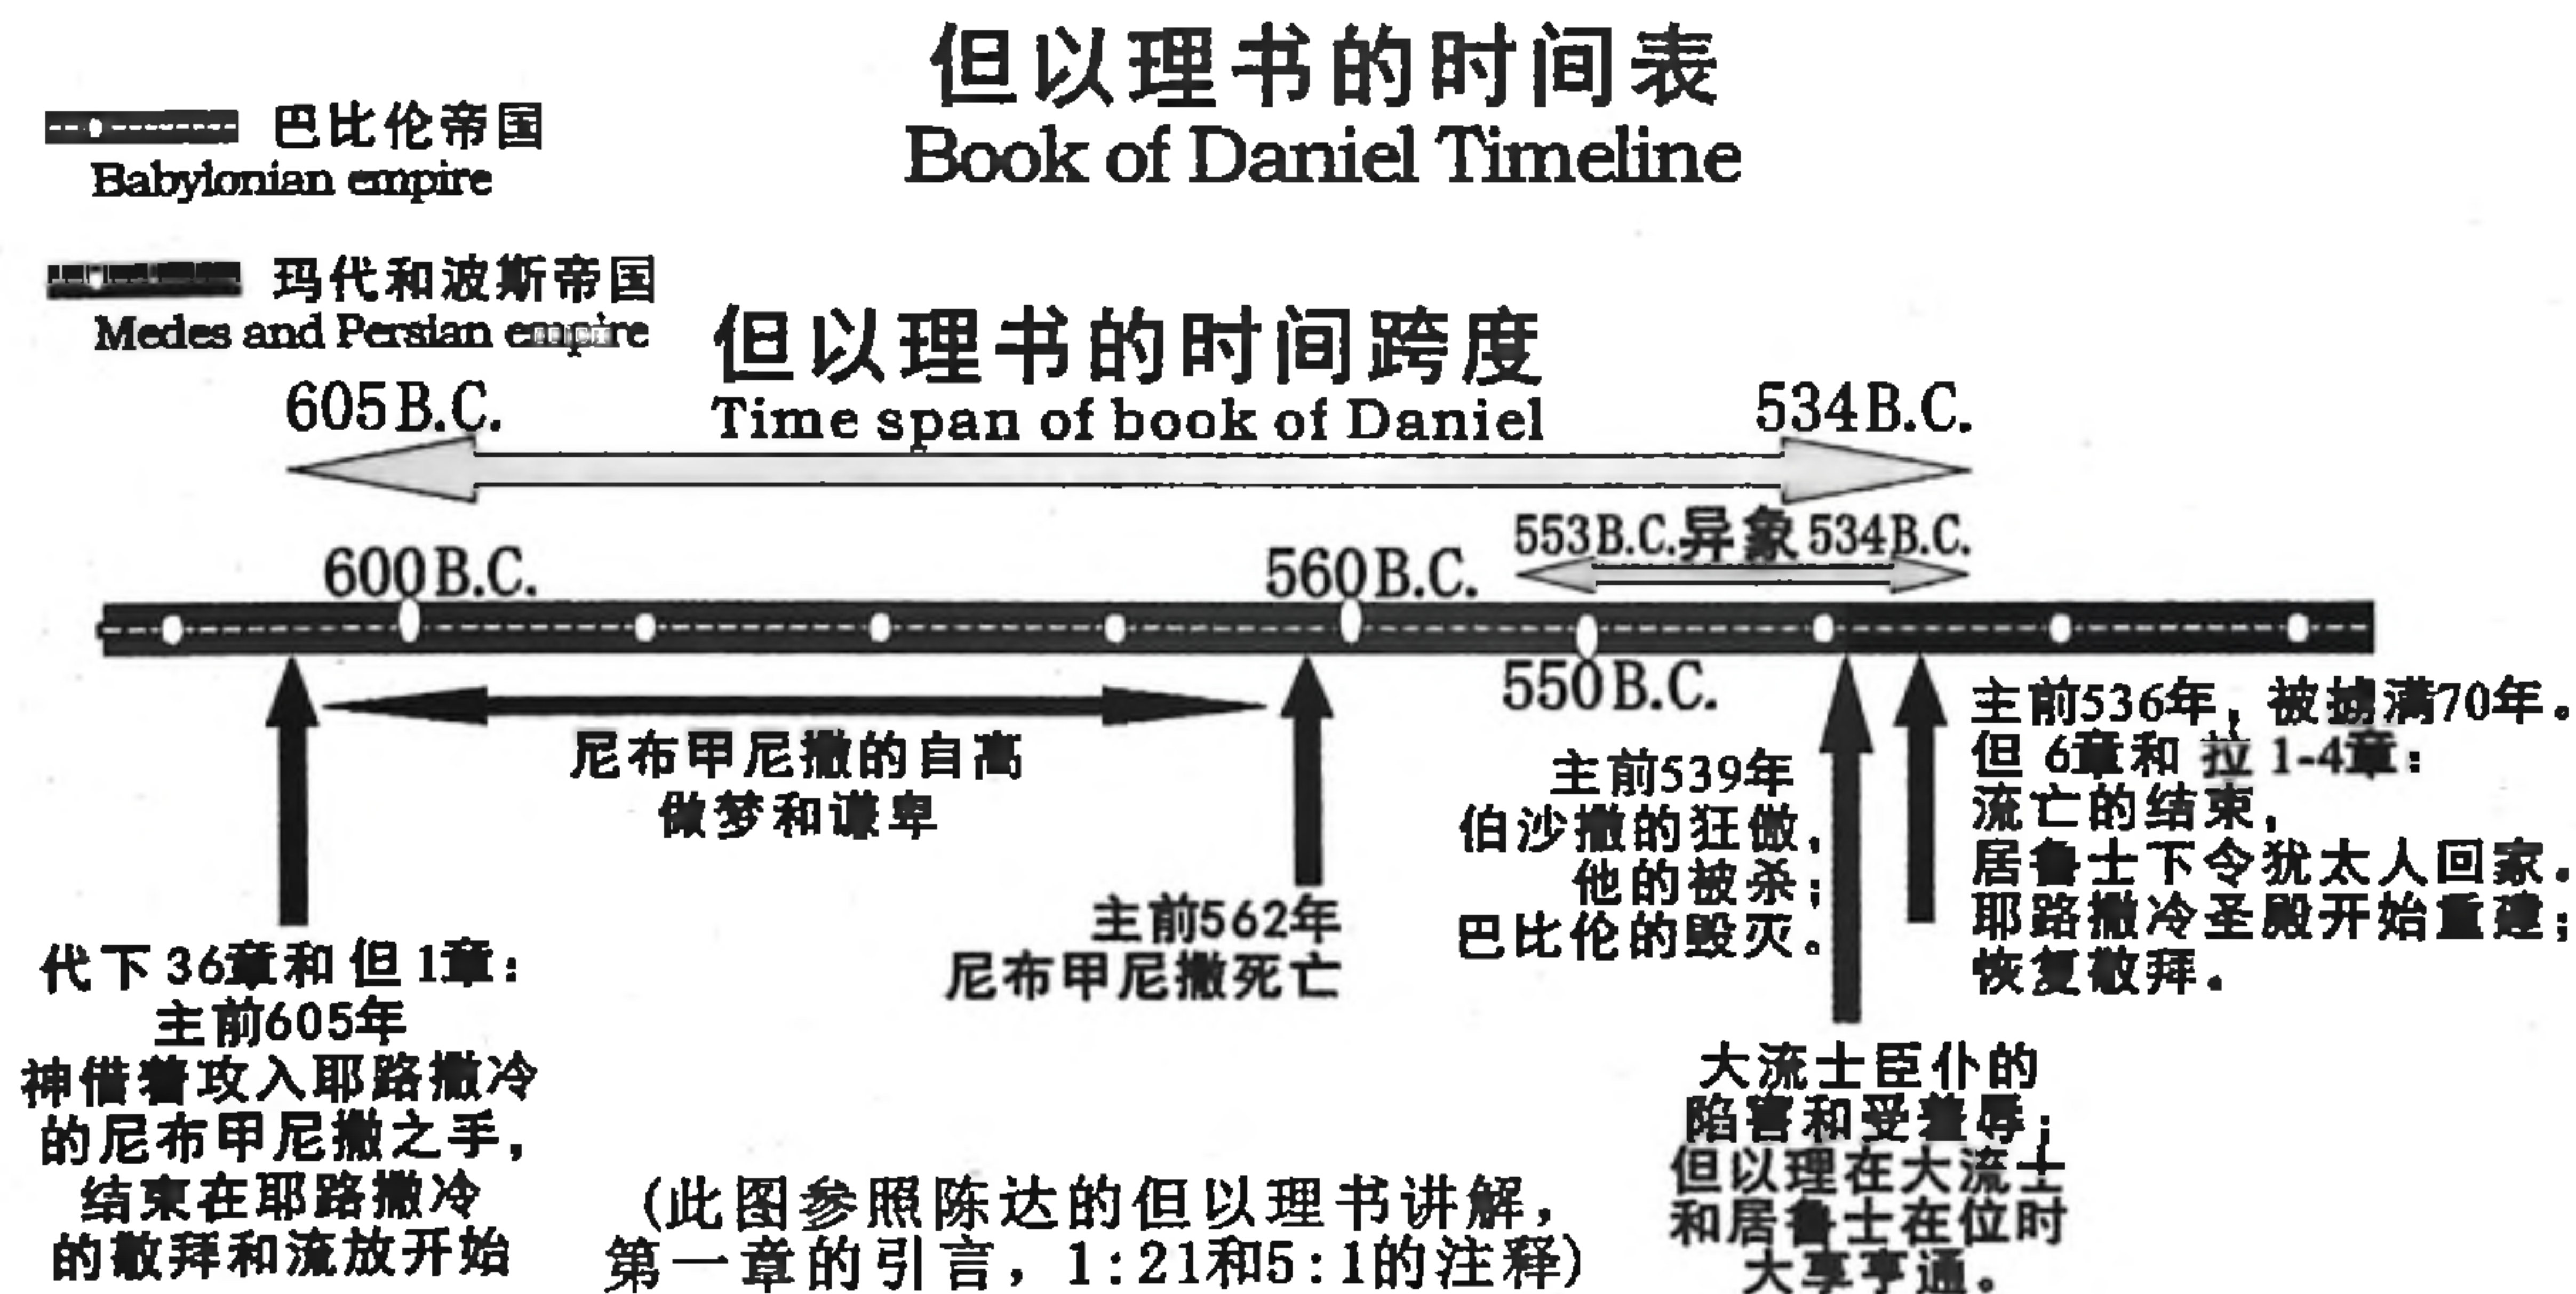 但以理书的时间表
Book of Daniel Timeline
巴比伦帝国
Babylonian empire
玛代和波斯帝国
Medes and Persian empire
但以理书的时间跨度
Time span of book of Daniel
605B.C.
534B.C.
553B.C.异象534B.C.
600B.C.
560B.C.
550B.C.
尼布甲尼撒的自高
做梦和谦卑
代下36章和但1章：
主前605年
神借着攻入耶路撒冷
的尼布甲尼撒之手，
结束在耶路撒冷
的敬拜和流放开始
主前562年
尼布甲尼撒死亡
主前539年
伯沙撒的狂傲，
他的被杀；
巴比伦的毁灭。
主前536年，被掳满70年。
但 6章和 拉 1-4章：
流亡的结束，
居鲁士下令犹太人回家。
耶路撒冷圣殿开始重建；
恢复敬拜。
大流士臣仆的
陷害和受羞辱；
但以理在大流士
和居鲁士在位时
大享亨通。
(此图参照陈达的但以理书讲解，
第一章的引言，1:21和5:1的注释)